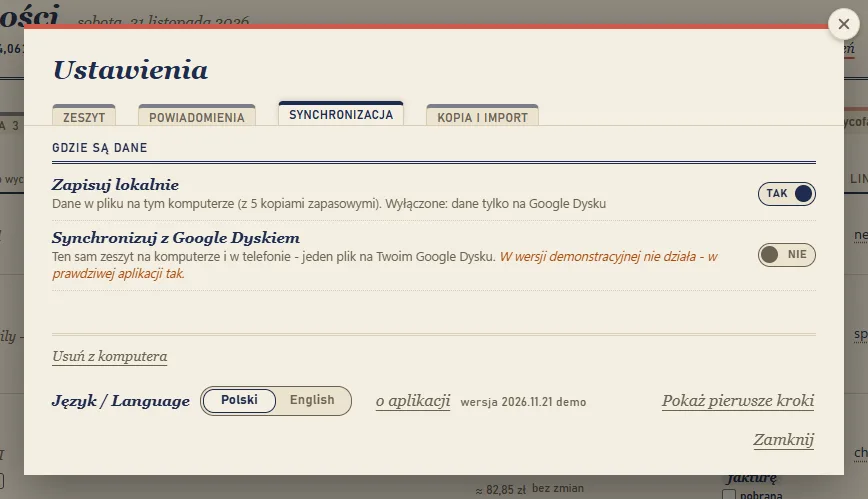 ości sobota, 21 listopada 2026
Ustawienia
ZESZYT POWIADOMIENIA SYNCHRONIZACJA KOPIA I IMPORT
GDZIE SĄ DANE
Zapisuj lokalnie
Dane w pliku na tym komputerze (z 5 kopiami zapasowymi). Wyłączone: dane tylko na Google Dysku
TAK
Synchronizuj z Google Dyskiem
Ten sam zeszyt na komputerze i w telefonie - jeden plik na Twoim Google Dysku. W wersji demonstracyjnej nie działa - w
prawdziwej aplikacji tak.
NIE
Usuń z komputera
Język / Language Polski English o aplikacji wersja 2026.11.21 demo Pokaż pierwsze kroki
Zamknij
≈ 82,85 zł bez zmian
fakturę
pobrana